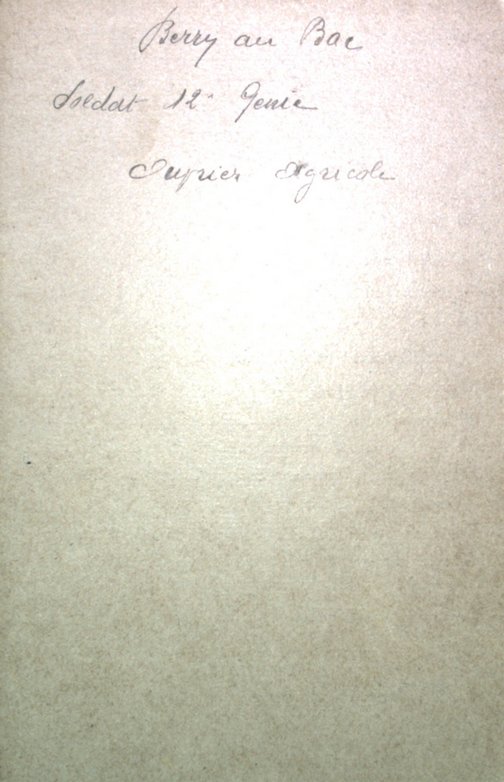 Berry au Bac
Soldat 12e Genie
Ouvrier Agricole